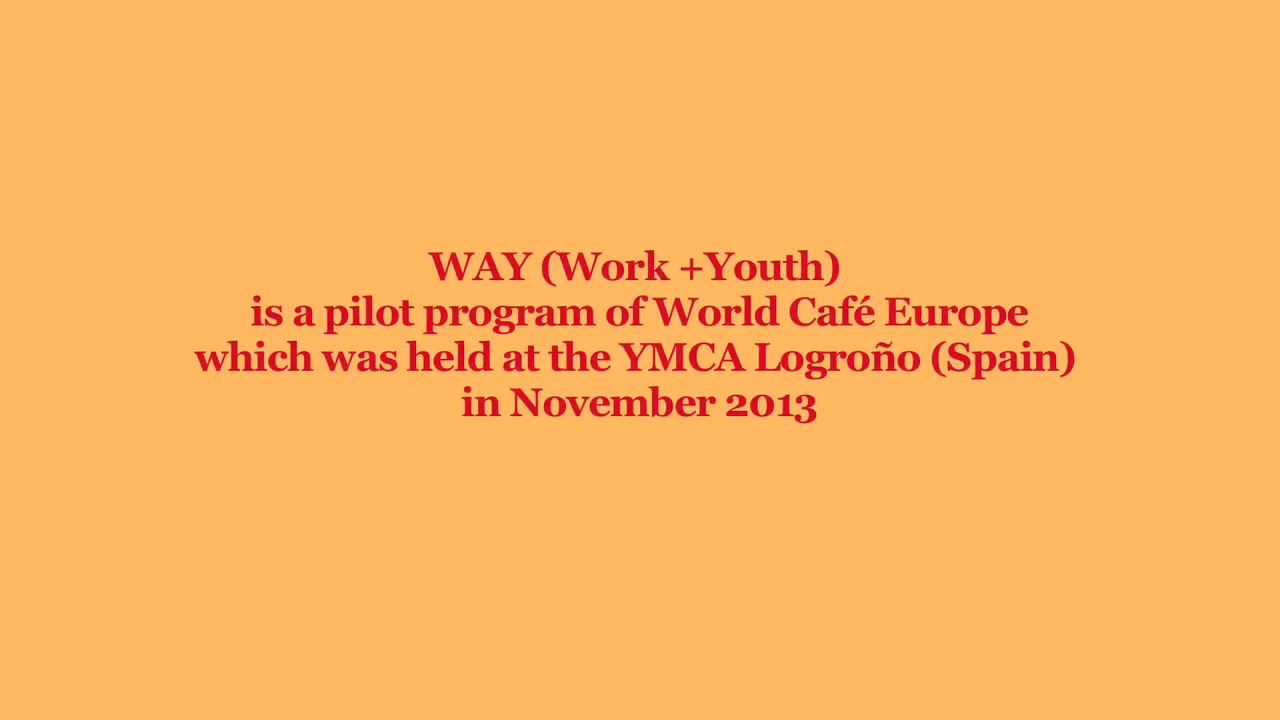 WAY (Work +Youth)
is a pilot program of World Café Europe
which was held at the YMCA Logroño (Spain)
in November 2013